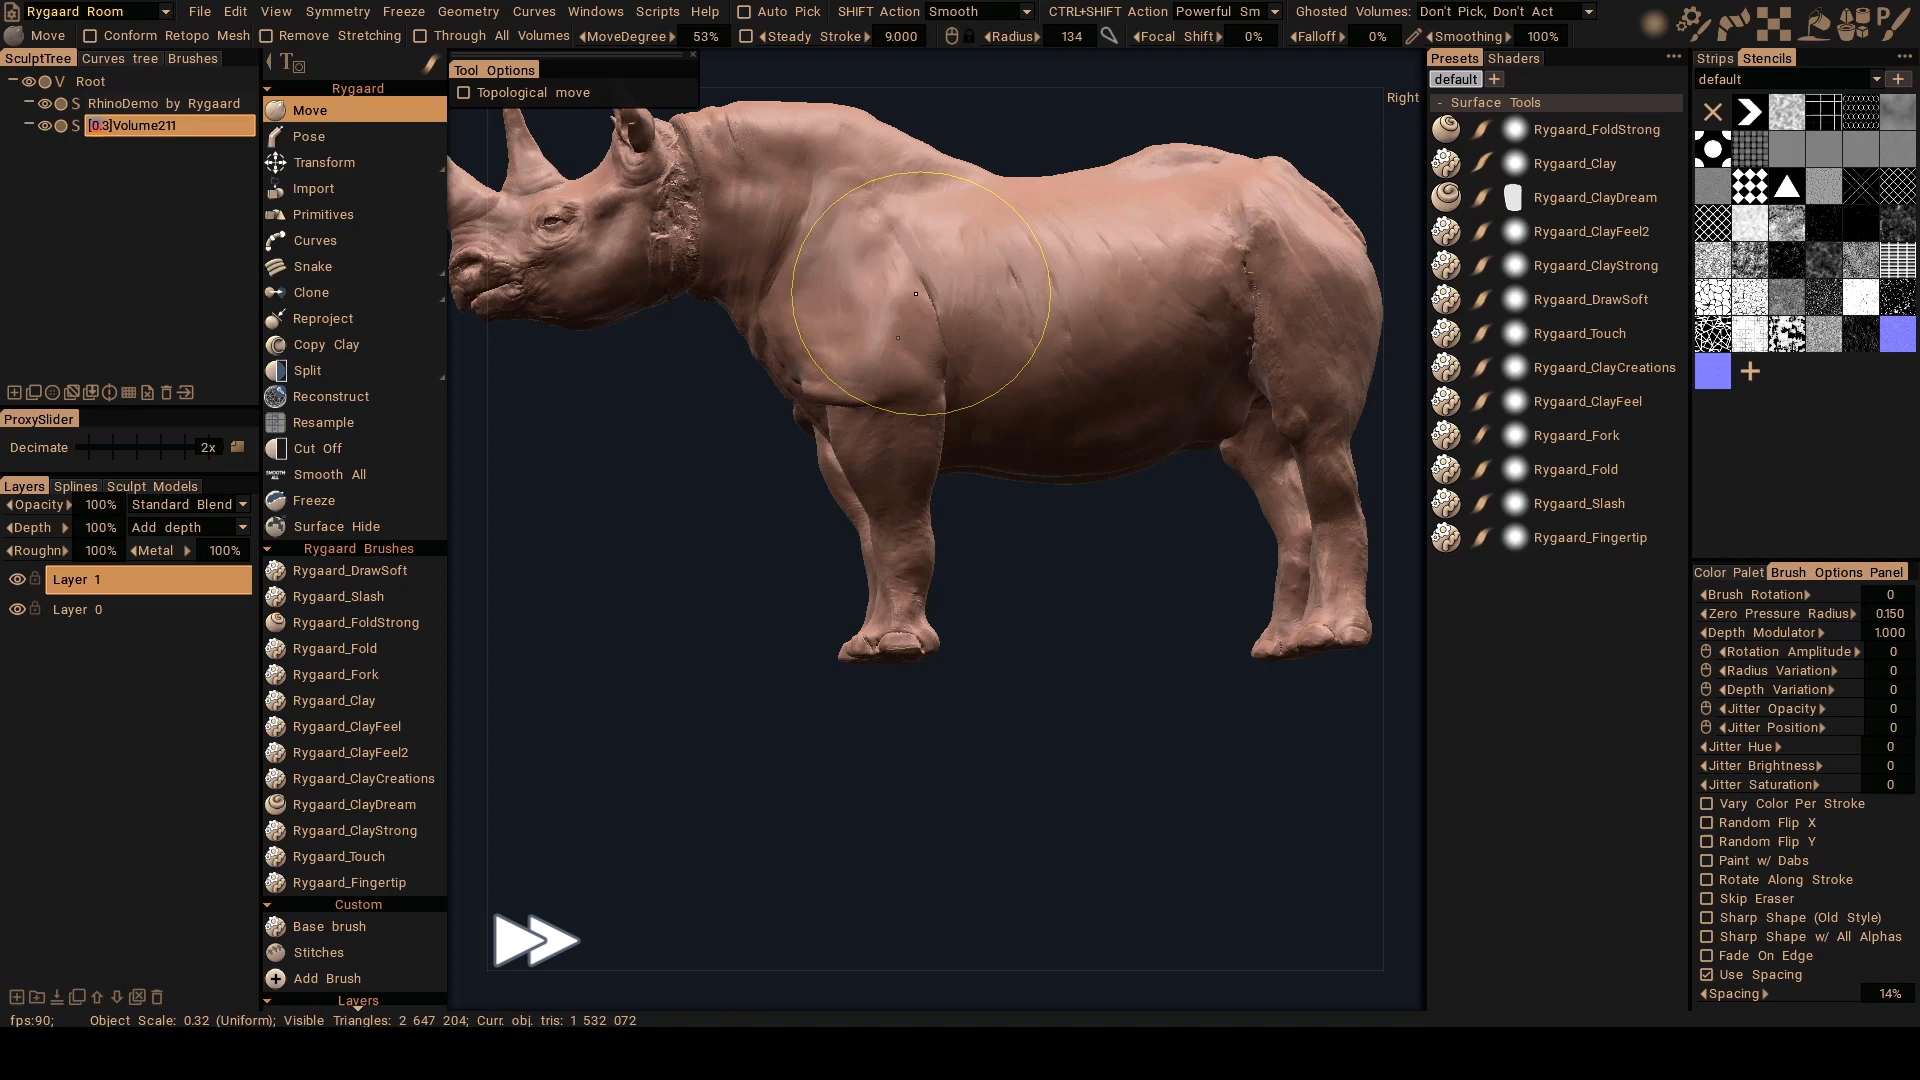 Rygaard Room File Edit View Symmetry Freeze Geometry Curves Windows Scripts Help Auto Pick SHIFT Action Smooth CTRL+SHIFT Action Powerful Sm Ghosted Volumes: Don't Pick, Don't Act
Move Conform Retopo Mesh Remove Stretching Through All Volumes MoveDegree 53% Steady Stroke 9.000 Radius 134 Focal Shift 0% Falloff 0% Smoothing 100%
SculptTree Curves tree Brushes
V Root
S RhinoDemo by Rygaard
S [0.3]Volume211
ProxySlider
Decimate 2x
Layers Splines Sculpt Models
Opacity 100% Standard Blend
Depth 100% Add depth
Roughn 100% Metal 100%
Layer 1
Layer 0
Rygaard
Move
Pose
Transform
Import
Primitives
Curves
Snake
Clone
Reproject
Copy Clay
Split
Reconstruct
Resample
Cut Off
SMOOTH ALL Smooth All
Freeze
Surface Hide
Rygaard Brushes
Rygaard_DrawSoft
Rygaard_Slash
Rygaard_FoldStrong
Rygaard_Fold
Rygaard_Fork
Rygaard_Clay
Rygaard_ClayFeel
Rygaard_ClayFeel2
Rygaard_ClayCreations
Rygaard_ClayDream
Rygaard_ClayStrong
Rygaard_Touch
Rygaard_Fingertip
Custom
Base brush
Stitches
Add Brush
Layers
Tool Options
Topological move
Right
Presets Shaders
default
- Surface Tools
Rygaard_FoldStrong
Rygaard_Clay
Rygaard_ClayDream
Rygaard_ClayFeel2
Rygaard_ClayStrong
Rygaard_DrawSoft
Rygaard_Touch
Rygaard_ClayCreations
Rygaard_ClayFeel
Rygaard_Fork
Rygaard_Fold
Rygaard_Slash
Rygaard_Fingertip
Strips Stencils
default
Color Palet Brush Options Panel
Brush Rotation 0
Zero Pressure Radius 0.150
Depth Modulator 1.000
Rotation Amplitude 0
Radius Variation 0
Depth Variation 0
Jitter Opacity 0
Jitter Position 0
Jitter Hue 0
Jitter Brightness 0
Jitter Saturation 0
Vary Color Per Stroke
Random Flip X
Random Flip Y
Paint w/ Dabs
Rotate Along Stroke
Skip Eraser
Sharp Shape (Old Style)
Sharp Shape w/ All Alphas
Fade On Edge
Use Spacing
Spacing 14%
fps:90; Object Scale: 0.32 (Uniform); Visible Triangles: 2 647 204; Curr. obj. tris: 1 532 072